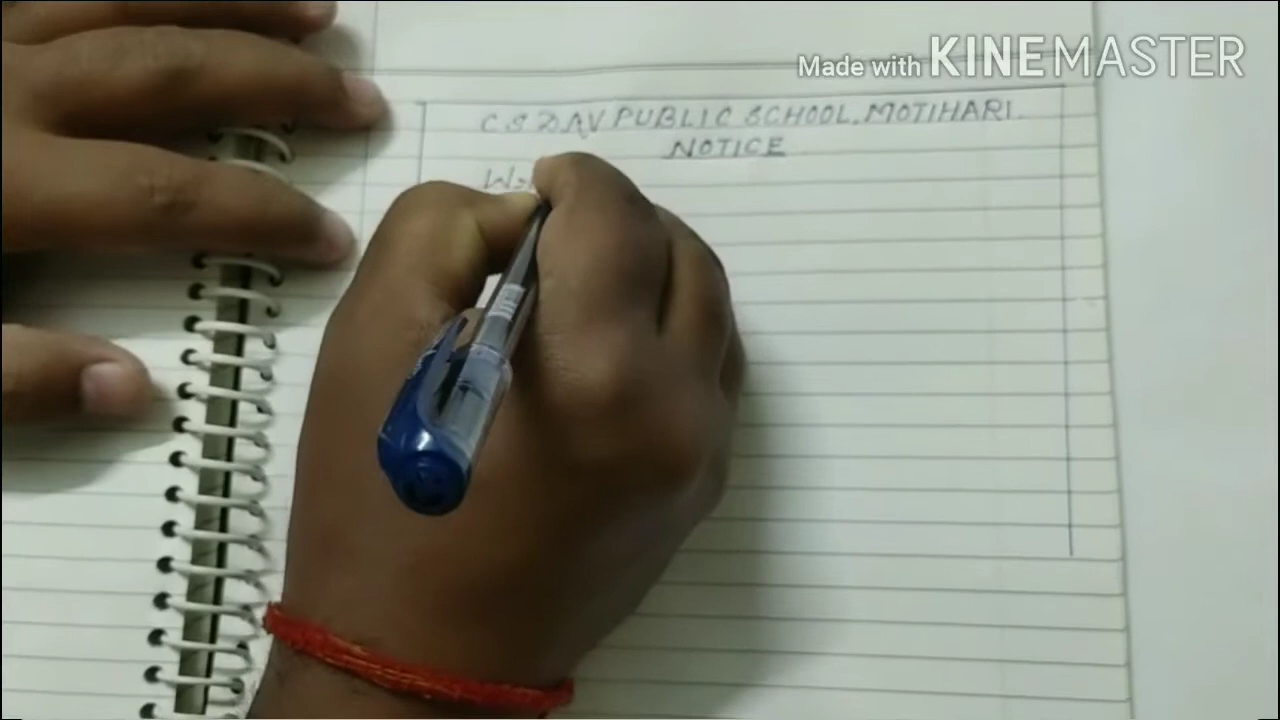 Made with KINEMASTER
C S DAV PUBLIC SCHOOL, MOTIHARI.
NOTICE